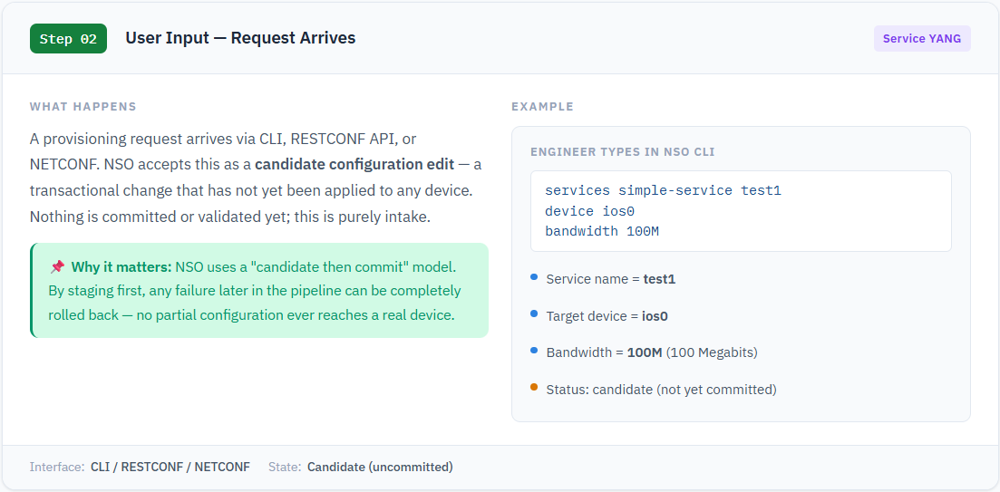 Step 02
User Input — Request Arrives
Service YANG
WHAT HAPPENS
A provisioning request arrives via CLI, RESTCONF API, or
NETCONF. NSO accepts this as a candidate configuration edit — a
transactional change that has not yet been applied to any device.
Nothing is committed or validated yet; this is purely intake.
📌 Why it matters: NSO uses a "candidate then commit" model.
By staging first, any failure later in the pipeline can be completely
rolled back — no partial configuration ever reaches a real device.
EXAMPLE
ENGINEER TYPES IN NSO CLI
services simple-service test1
device ios0
bandwidth 100M
Service name = test1
Target device = ios0
Bandwidth = 100M (100 Megabits)
Status: candidate (not yet committed)
Interface: CLI / RESTCONF / NETCONF State: Candidate (uncommitted)